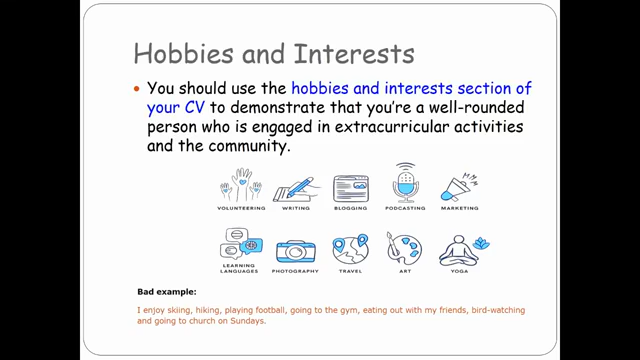 Hobbies and Interests
• You should use the hobbies and interests section of
your CV to demonstrate that you're a well-rounded
person who is engaged in extracurricular activities
and the community.
VOLUNTEERING WRITING BLOGGING PODCASTING MARKETING
LEARNING
LANGUAGES PHOTOGRAPHY TRAVEL ART YOGA
Bad example:
I enjoy skiing, hiking, playing football, going to the gym, eating out with my friends, bird-watching
and going to church on Sundays.